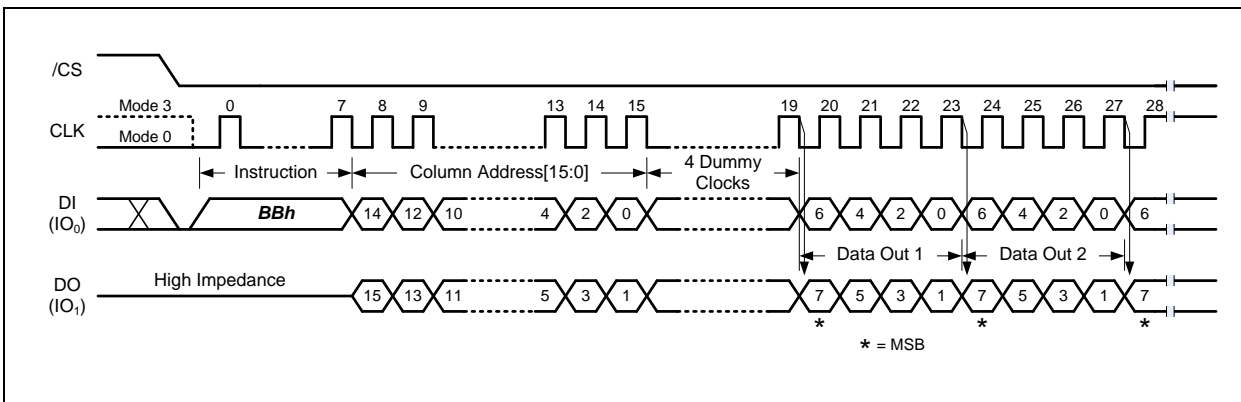 /CS
Mode 3
0 7 8 9 13 14 15 19 20 21 22 23 24 25 26 27 28
CLK
Mode 0
Instruction
Column Address[15:0]
4 Dummy
Clocks
DI
(IO0)
BBh
14 12 10 4 2 0 6 4 2 0 6 4 2 0 6
Data Out 1
Data Out 2
High Impedance
DO
(IO1)
15 13 11 5 3 1 7 5 3 1 7 5 3 1 7
* * *
* = MSB